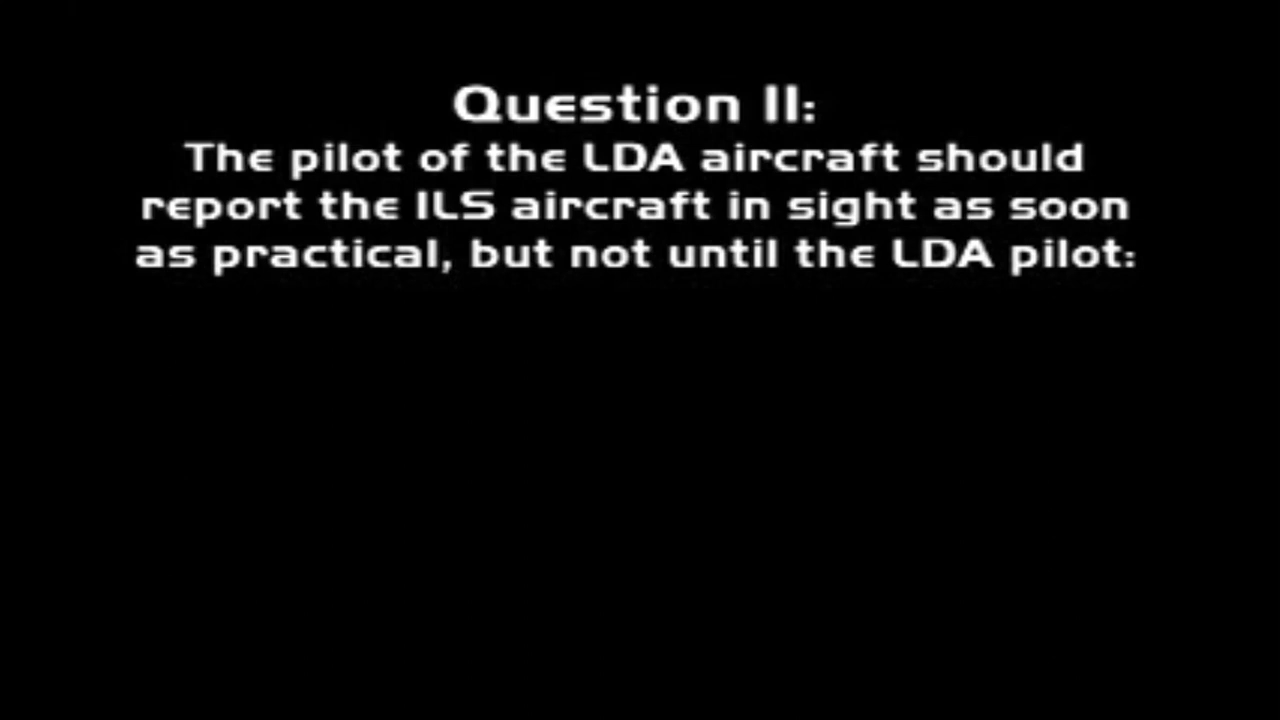 Question II:
The pilot of the LDA aircraft should
report the ILS aircraft in sight as soon
as practical, but not until the LDA pilot: